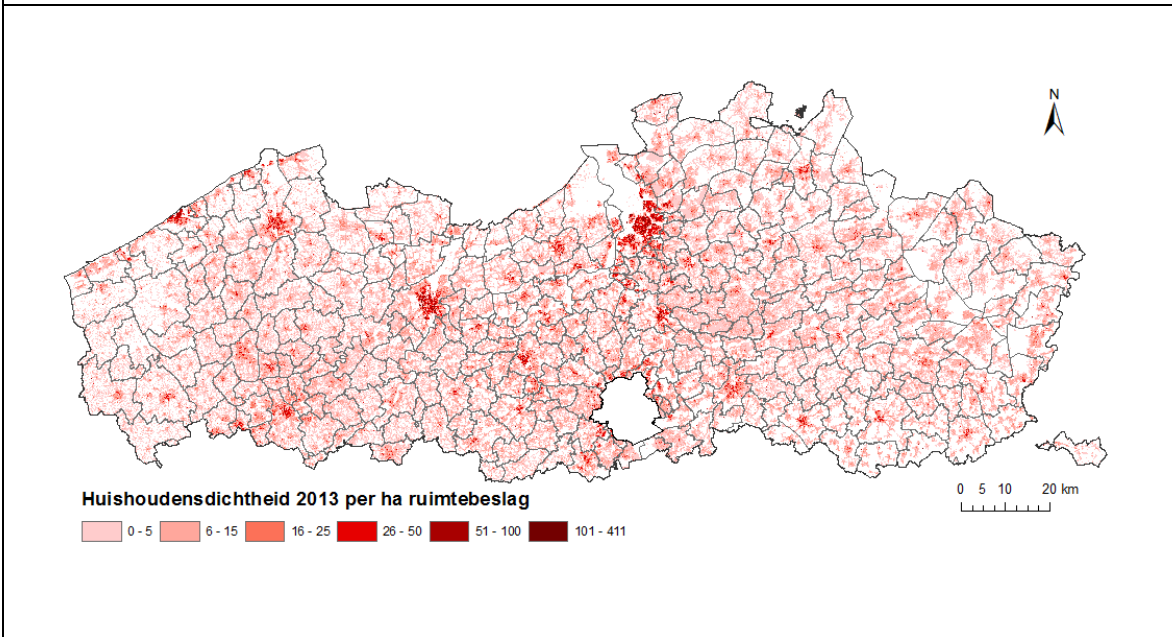 N
Huishoudensdichtheid 2013 per ha ruimtebeslag
0 - 5 6 - 15 16 - 25 26 - 50 51 - 100 101 - 411
0 5 10 20 km